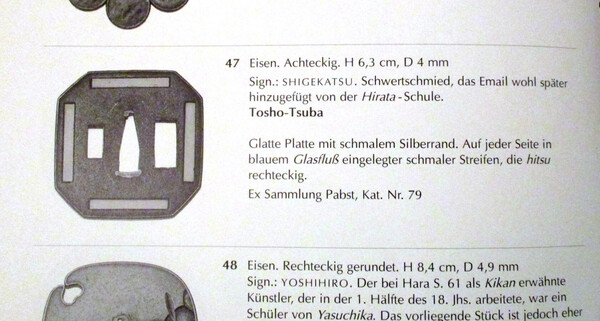 47 Eisen. Achteckig. H 6,3 cm, D 4 mm
Sign.: SHIGEKATSU. Schwertschmied, das Email wohl später
hinzugefügt von der Hirata-Schule.
Tosho-Tsuba
Glatte Platte mit schmalem Silberrand. Auf jeder Seite in
blauem Glasfluß eingelegter schmaler Streifen, die hitsu
rechteckig.
Ex Sammlung Pabst, Kat. Nr. 79
48 Eisen. Rechteckig gerundet. H 8,4 cm, D 4,9 mm
Sign.: YOSHIHIRO. Der bei Hara S. 61 als Kikan erwähnte
Künstler, der in der 1. Hälfte des 18. Jhs. arbeitete, war ein
Schüler von Yasuchika. Das vorliegende Stück ist jedoch eher